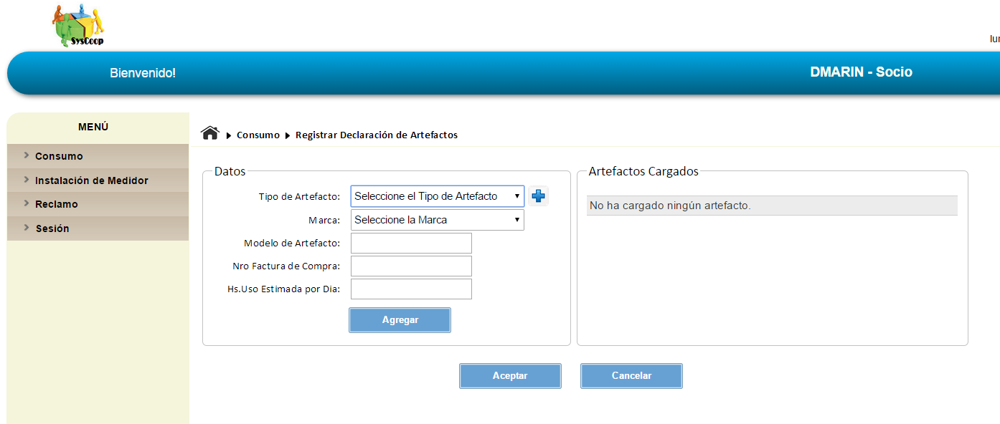 SysCoop
lun
Bienvenido!
DMARIN - Socio
MENÚ
Consumo
Instalación de Medidor
Reclamo
Sesión
Consumo Registrar Declaración de Artefactos
Datos
Tipo de Artefacto: Seleccione el Tipo de Artefacto
Marca: Seleccione la Marca
Modelo de Artefacto:
Nro Factura de Compra:
Hs.Uso Estimada por Dia:
Agregar
Artefactos Cargados
No ha cargado ningún artefacto.
Aceptar
Cancelar